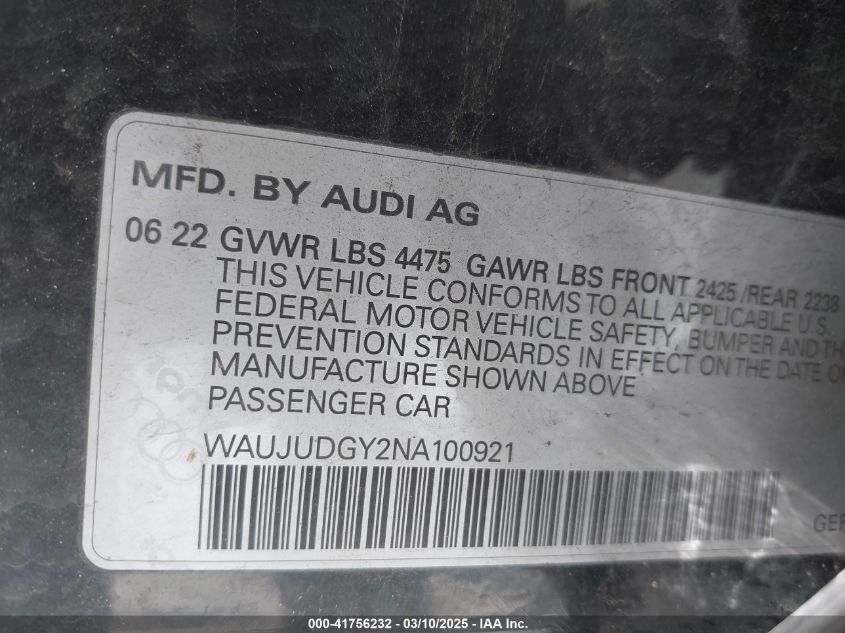 MFD. BY AUDI AG
06 22 GVWR LBS 4475 GAWR LBS FRONT 2425 /REAR 2238
THIS VEHICLE CONFORMS TO ALL APPLICABLE U.S.
FEDERAL MOTOR VEHICLE SAFETY, BUMPER AND
PREVENTION STANDARDS IN EFFECT ON THE DATE
MANUFACTURE SHOWN ABOVE
PASSENGER CAR
WAUJUDGY2NA100921
000-41756232 — 03/10/2025 — IAA Inc.